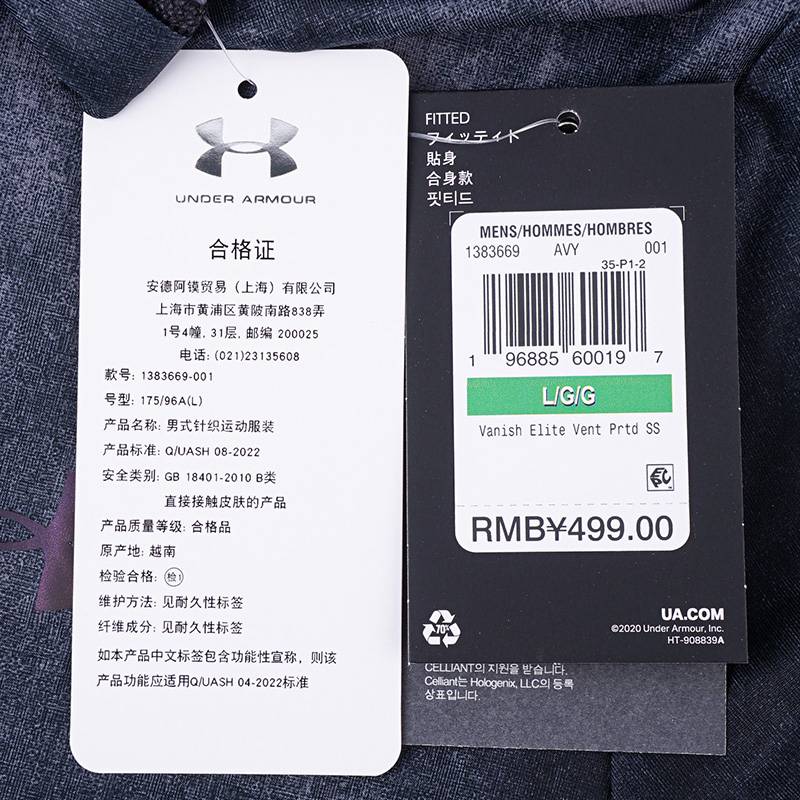 UNDER ARMOUR
合格证
安德阿镆贸易（上海）有限公司
上海市黄浦区黄陂南路838弄
1号4幢, 31层, 邮编 200025
电话: (021)23135608
款号: 1383669-001
号型: 175/96A(L)
产品名称: 男式针织运动服装
产品标准: Q/UASH 08-2022
安全类别: GB 18401-2010 B类
直接接触皮肤的产品
产品质量等级: 合格品
原产地: 越南
检验合格: 检1
维护方法: 见耐久性标签
纤维成分: 见耐久性标签
如本产品中文标签包含功能性宣称，则该
产品功能应适用Q/UASH 04-2022标准
FITTED
フィッティド
貼身
合身款
핏티드
MENS/HOMMES/HOMBRES
1383669 AVY 001
35-P1-2
1 96885 60019 7
L/G/G
Vanish Elite Vent Prtd SS
RMB¥499.00
70%
UA.COM
©2020 Under Armour, Inc.
HT-908839A
CELLIANT의 지원을 받습니다.
Celliant는 Hologenix, LLC의 등록
상표입니다.